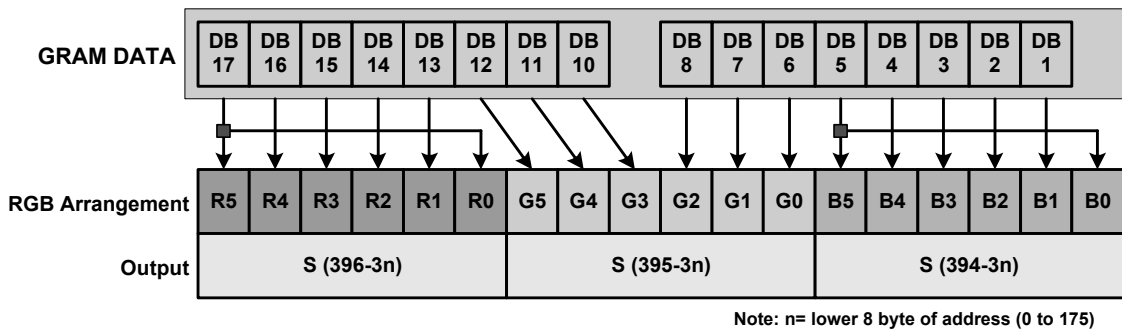 GRAM DATA
DB 17 DB 16 DB 15 DB 14 DB 13 DB 12 DB 11 DB 10 DB 8 DB 7 DB 6 DB 5 DB 4 DB 3 DB 2 DB 1
RGB Arrangement R5 R4 R3 R2 R1 R0 G5 G4 G3 G2 G1 G0 B5 B4 B3 B2 B1 B0
Output S (396-3n) S (395-3n) S (394-3n)
Note: n= lower 8 byte of address (0 to 175)